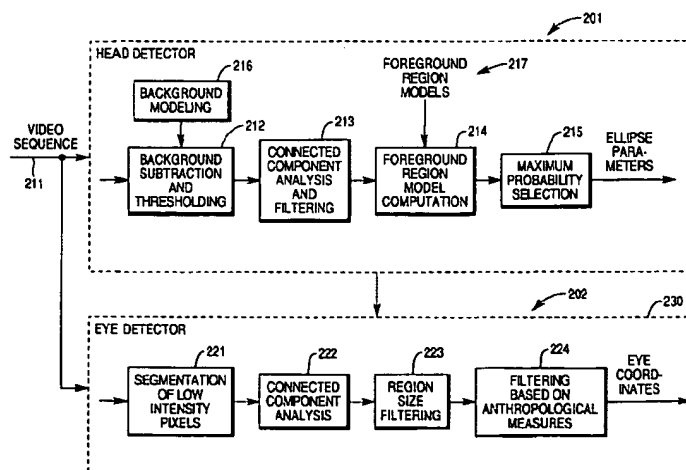 201
HEAD DETECTOR
216
BACKGROUND
MODELING
FOREGROUND
REGION
MODELS
217
VIDEO
SEQUENCE
211
212
BACKGROUND
SUBTRACTION
AND
THRESHOLDING
213
CONNECTED
COMPONENT
ANALYSIS
AND
FILTERING
214
FOREGROUND
REGION
MODEL
COMPUTATION
215
MAXIMUM
PROBABILITY
SELECTION
ELLIPSE
PARA-
METERS
202
230
EYE DETECTOR
221
SEGMENTATION
OF LOW
INTENSITY
PIXELS
222
CONNECTED
COMPONENT
ANALYSIS
223
REGION
SIZE
FILTERING
224
FILTERING
BASED ON
ANTHROPOLOGICAL
MEASURES
EYE
COORD-
INATES